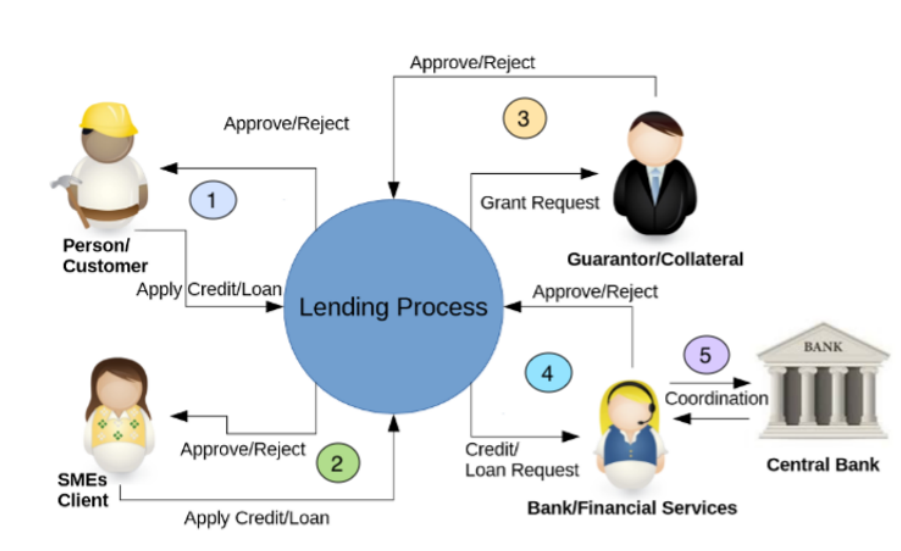 Approve/Reject
Approve/Reject
3
1
Grant Request
Person/
Customer
Guarantor/Collateral
Apply Credit/Loan
Lending Process
Approve/Reject
BANK
5
4
Coordination
Approve/Reject
2
Credit/
Loan Request
SMEs
Client
Central Bank
Bank/Financial Services
Apply Credit/Loan